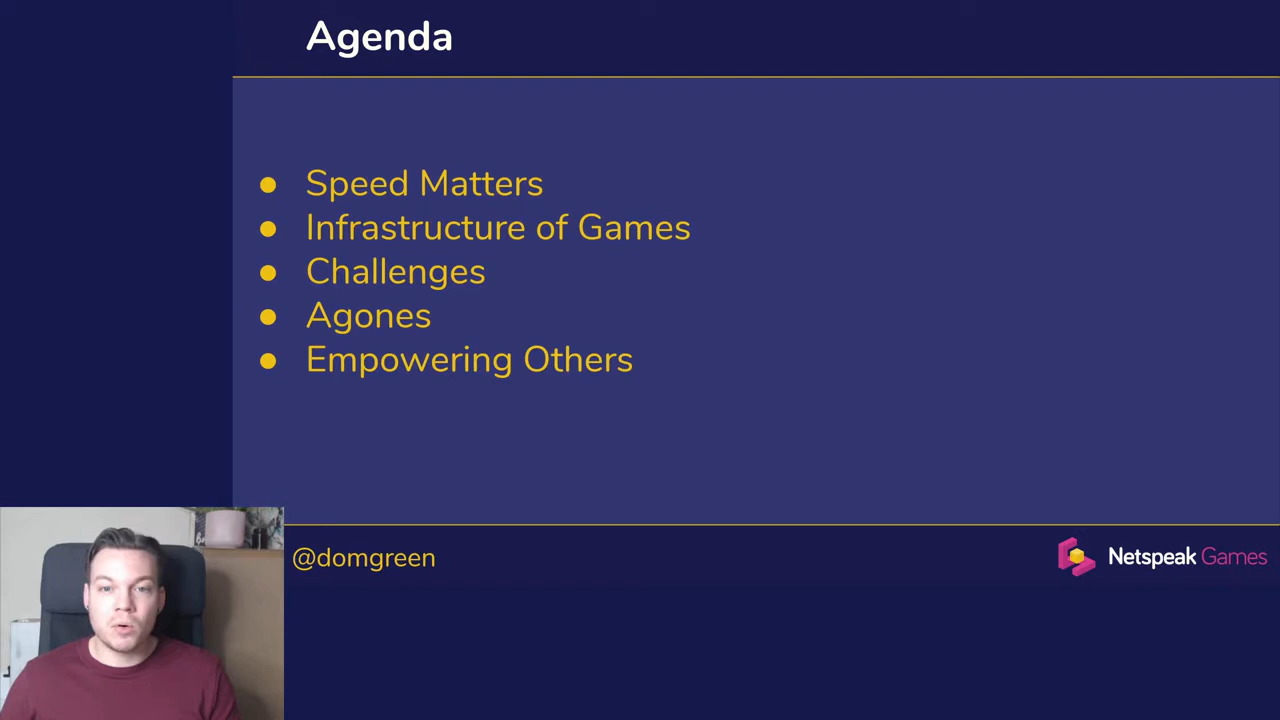 Agenda
● Speed Matters
● Infrastructure of Games
● Challenges
● Agones
● Empowering Others
@domgreen
Netspeak Games